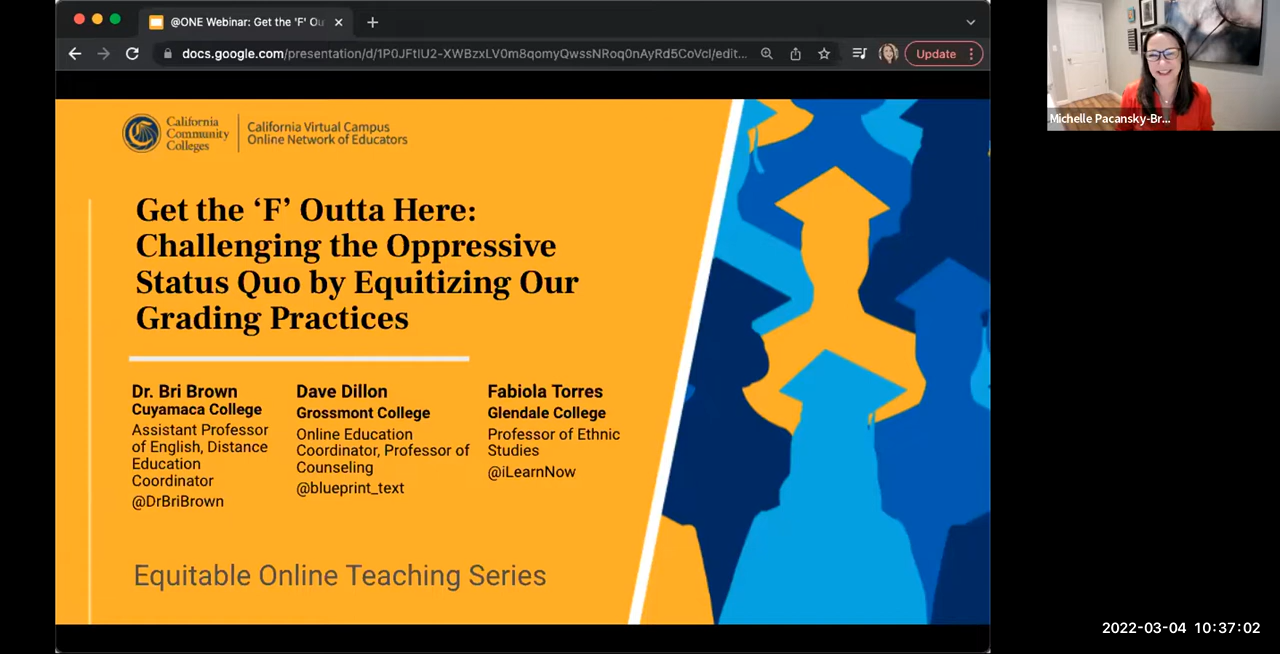 @ONE Webinar: Get the 'F' Ou
docs.google.com/presentation/d/1P0JFtIU2-XWBzxLV0m8qomyQwssNRoq0nAyRd5CoVcI/edit...
Update
California
Community
Colleges
California Virtual Campus
Online Network of Educators
Get the ‘F’ Outta Here:
Challenging the Oppressive
Status Quo by Equitizing Our
Grading Practices
Dr. Bri Brown
Cuyamaca College
Assistant Professor
of English, Distance
Education
Coordinator
@DrBriBrown
Dave Dillon
Grossmont College
Online Education
Coordinator, Professor of
Counseling
@blueprint_text
Fabiola Torres
Glendale College
Professor of Ethnic
Studies
@iLearnNow
Equitable Online Teaching Series
Michelle Pacansky-Br...
2022-03-04 10:37:02